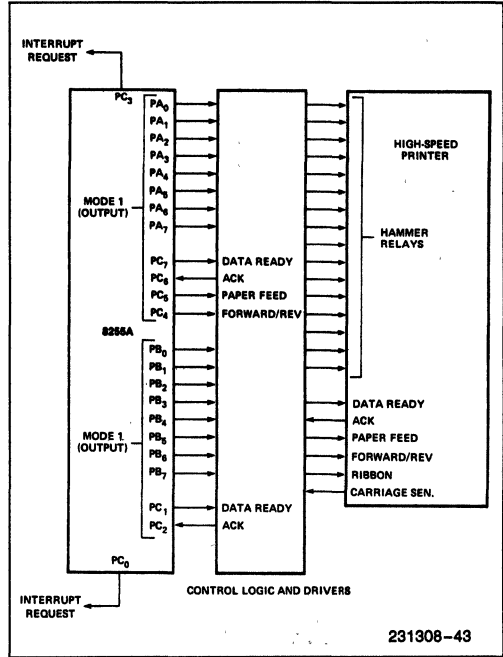 INTERRUPT
REQUEST
PC3
PA0
PA1
PA2
PA3
PA4
PA5
PA6
PA7
MODE 1
(OUTPUT)
PC7
PC6
PC5
PC4
DATA READY
ACK
PAPER FEED
FORWARD/REV
8255A
PB0
PB1
PB2
PB3
PB4
PB5
PB6
PB7
MODE 1
(OUTPUT)
PC1
PC2
DATA READY
ACK
PC0
INTERRUPT
REQUEST
CONTROL LOGIC AND DRIVERS
HIGH-SPEED
PRINTER
HAMMER
RELAYS
DATA READY
ACK
PAPER FEED
FORWARD/REV
RIBBON
CARRIAGE SEN.
231308–43